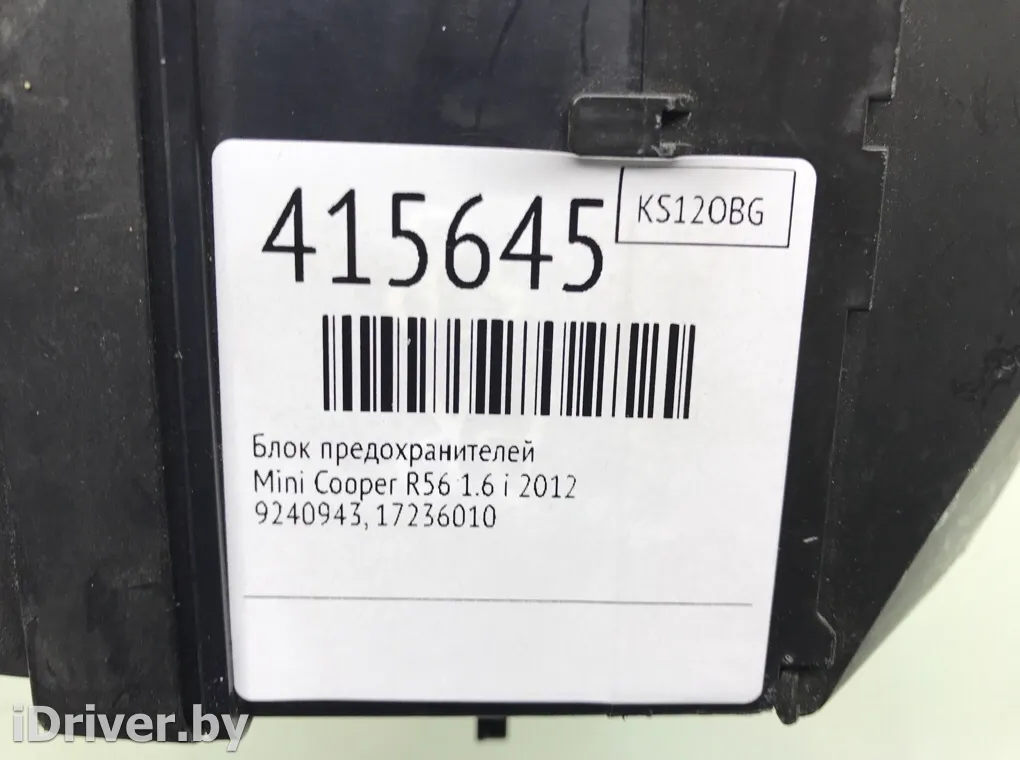 415645
KS120BG
Блок предохранителей
Mini Cooper R56 1.6 i 2012
9240943, 17236010
iDriver.by